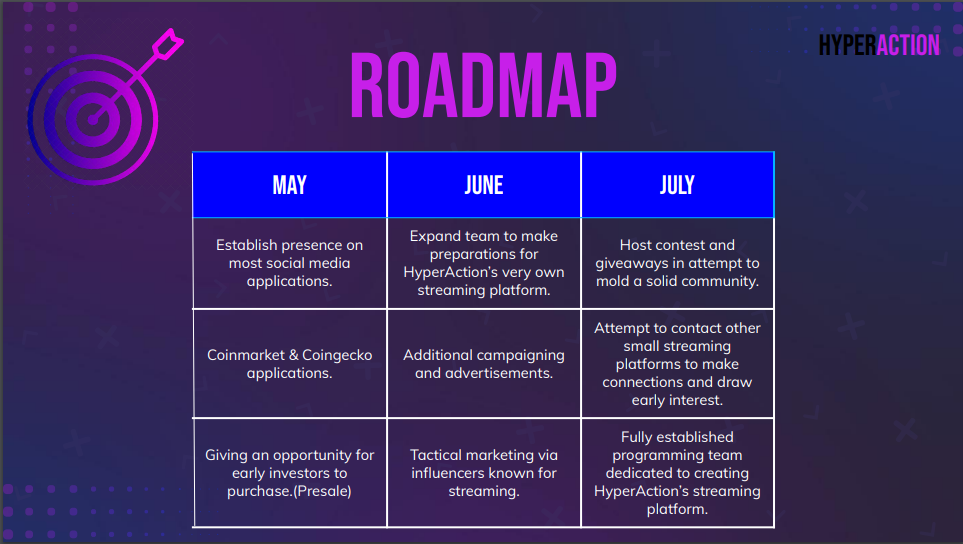 HYPERACTION
ROADMAP
MAY
JUNE
JULY
Establish presence on
most social media
applications.
Expand team to make
preparations for
HyperAction's very own
streaming platform.
Host contest and
giveaways in attempt to
mold a solid community.
Coinmarket & Coingecko
applications.
Additional campaigning
and advertisements.
Attempt to contact other
small streaming
platforms to make
connections and draw
early interest.
Giving an opportunity for
early investors to
purchase.(Presale)
Tactical marketing via
influencers known for
streaming.
Fully established
programming team
dedicated to creating
HyperAction's streaming
platform.